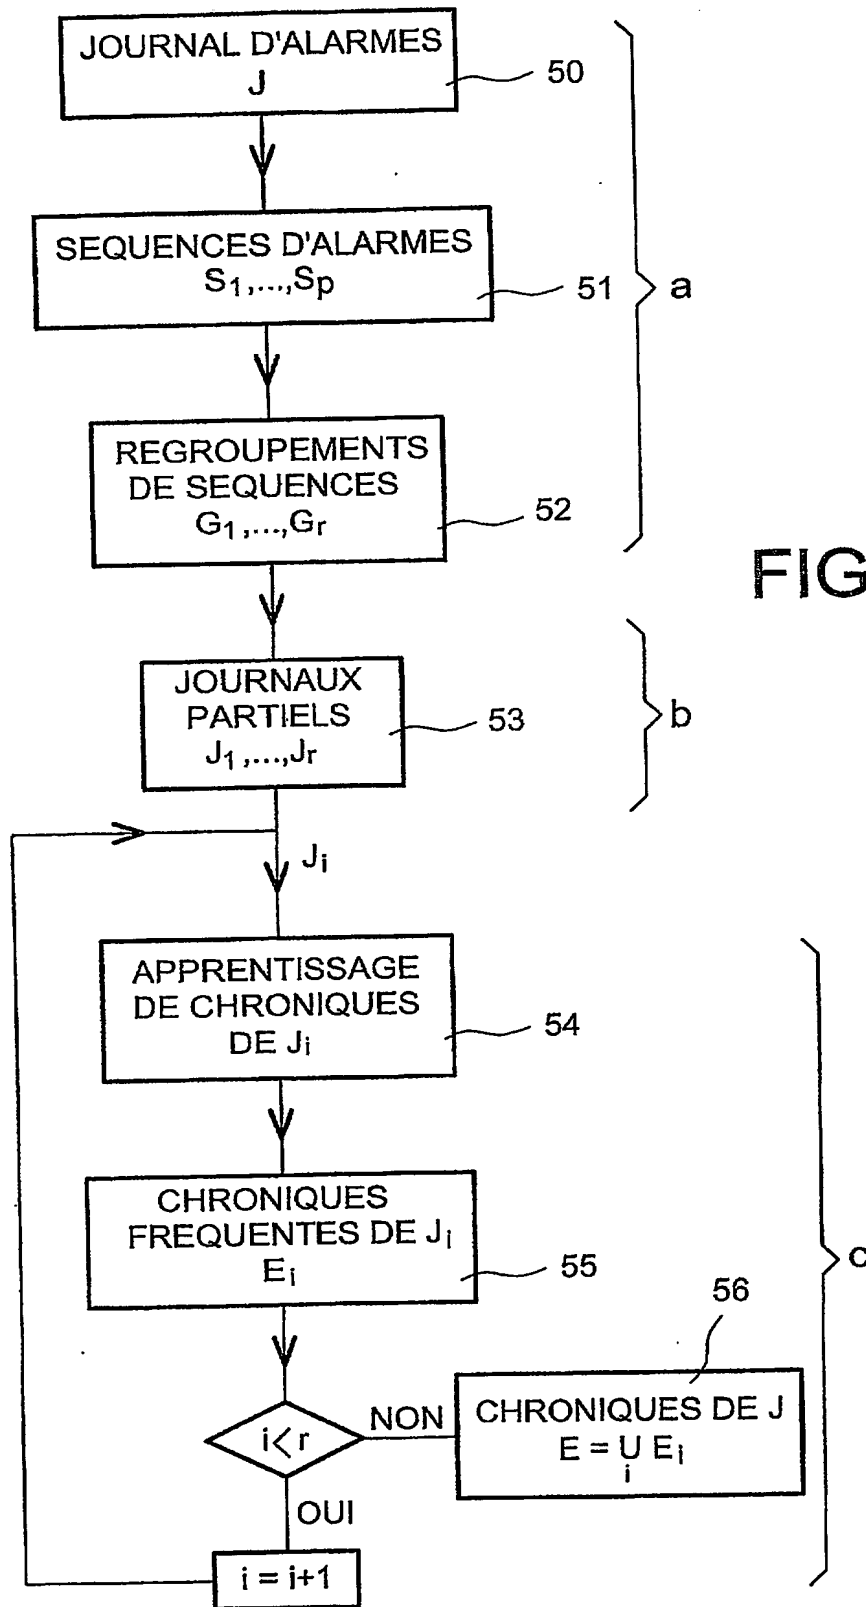 JOURNAL D'ALARMES
J
50
SEQUENCES D'ALARMES
S₁,...,Sp
51
a
REGROUPEMENTS
DE SEQUENCES
G₁,...,Gr
52
FIG
JOURNAUX
PARTIELS
J₁,...,Jr
53
b
Ji
APPRENTISSAGE
DE CHRONIQUES
DE Ji
54
CHRONIQUES
FREQUENTES DE Ji
Ei
55
c
56
i<r
NON
CHRONIQUES DE J
E = U Ei
i
OUI
i = i+1